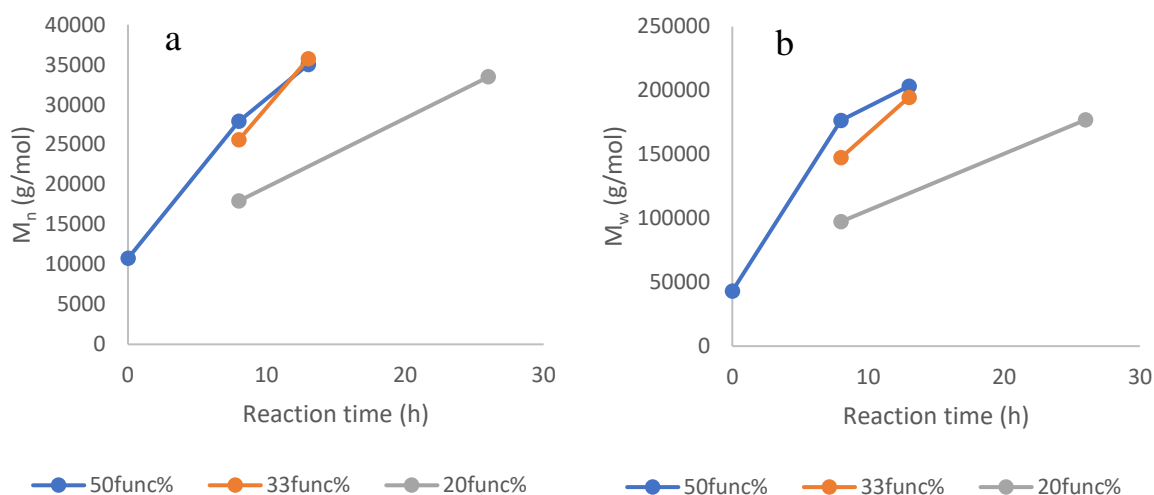 a
40000
35000
30000
25000
20000
15000
10000
5000
0
Mn (g/mol)
0 10 20 30
Reaction time (h)
50func% 33func% 20func%
b
250000
200000
150000
100000
50000
0
Mw (g/mol)
0 10 20 30
Reaction time (h)
50func% 33func% 20func%